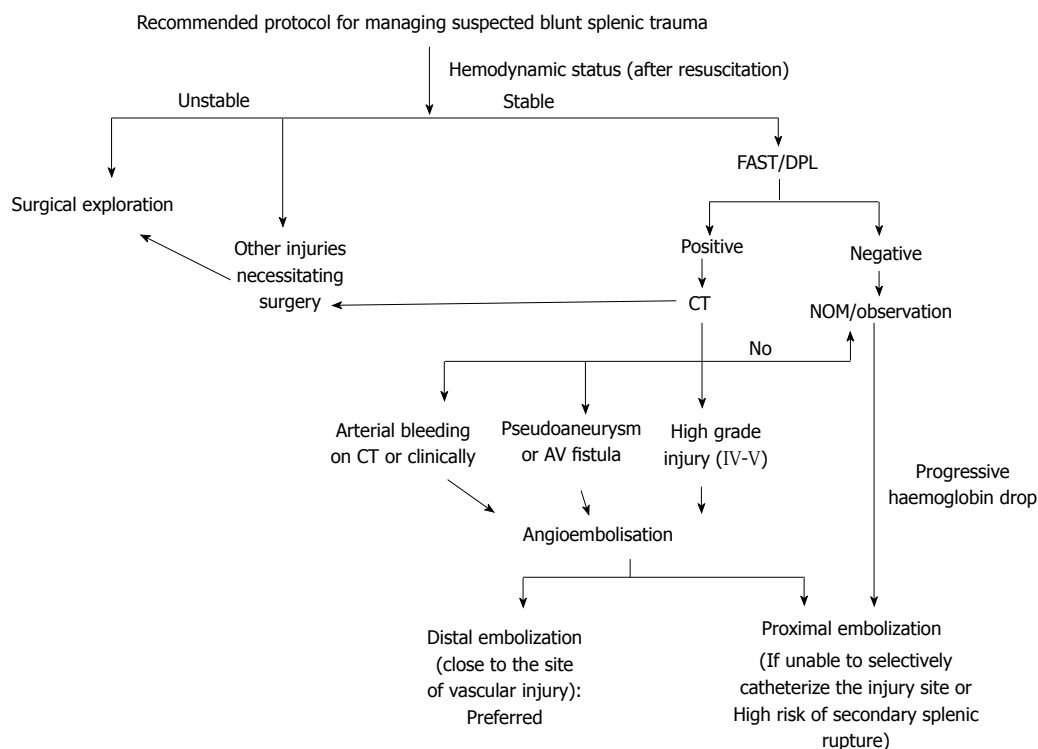 Recommended protocol for managing suspected blunt splenic trauma
Hemodynamic status (after resuscitation)
Unstable
Stable
FAST/DPL
Surgical exploration
Other injuries
necessitating
surgery
Positive
Negative
CT
NOM/observation
No
Arterial bleeding
on CT or clinically
Pseudoaneurysm
or AV fistula
High grade
injury (IV-V)
Progressive
haemoglobin drop
Angioembolisation
Distal embolization
(close to the site
of vascular injury):
Preferred
Proximal embolization
(If unable to selectively
catheterize the injury site or
High risk of secondary splenic
rupture)